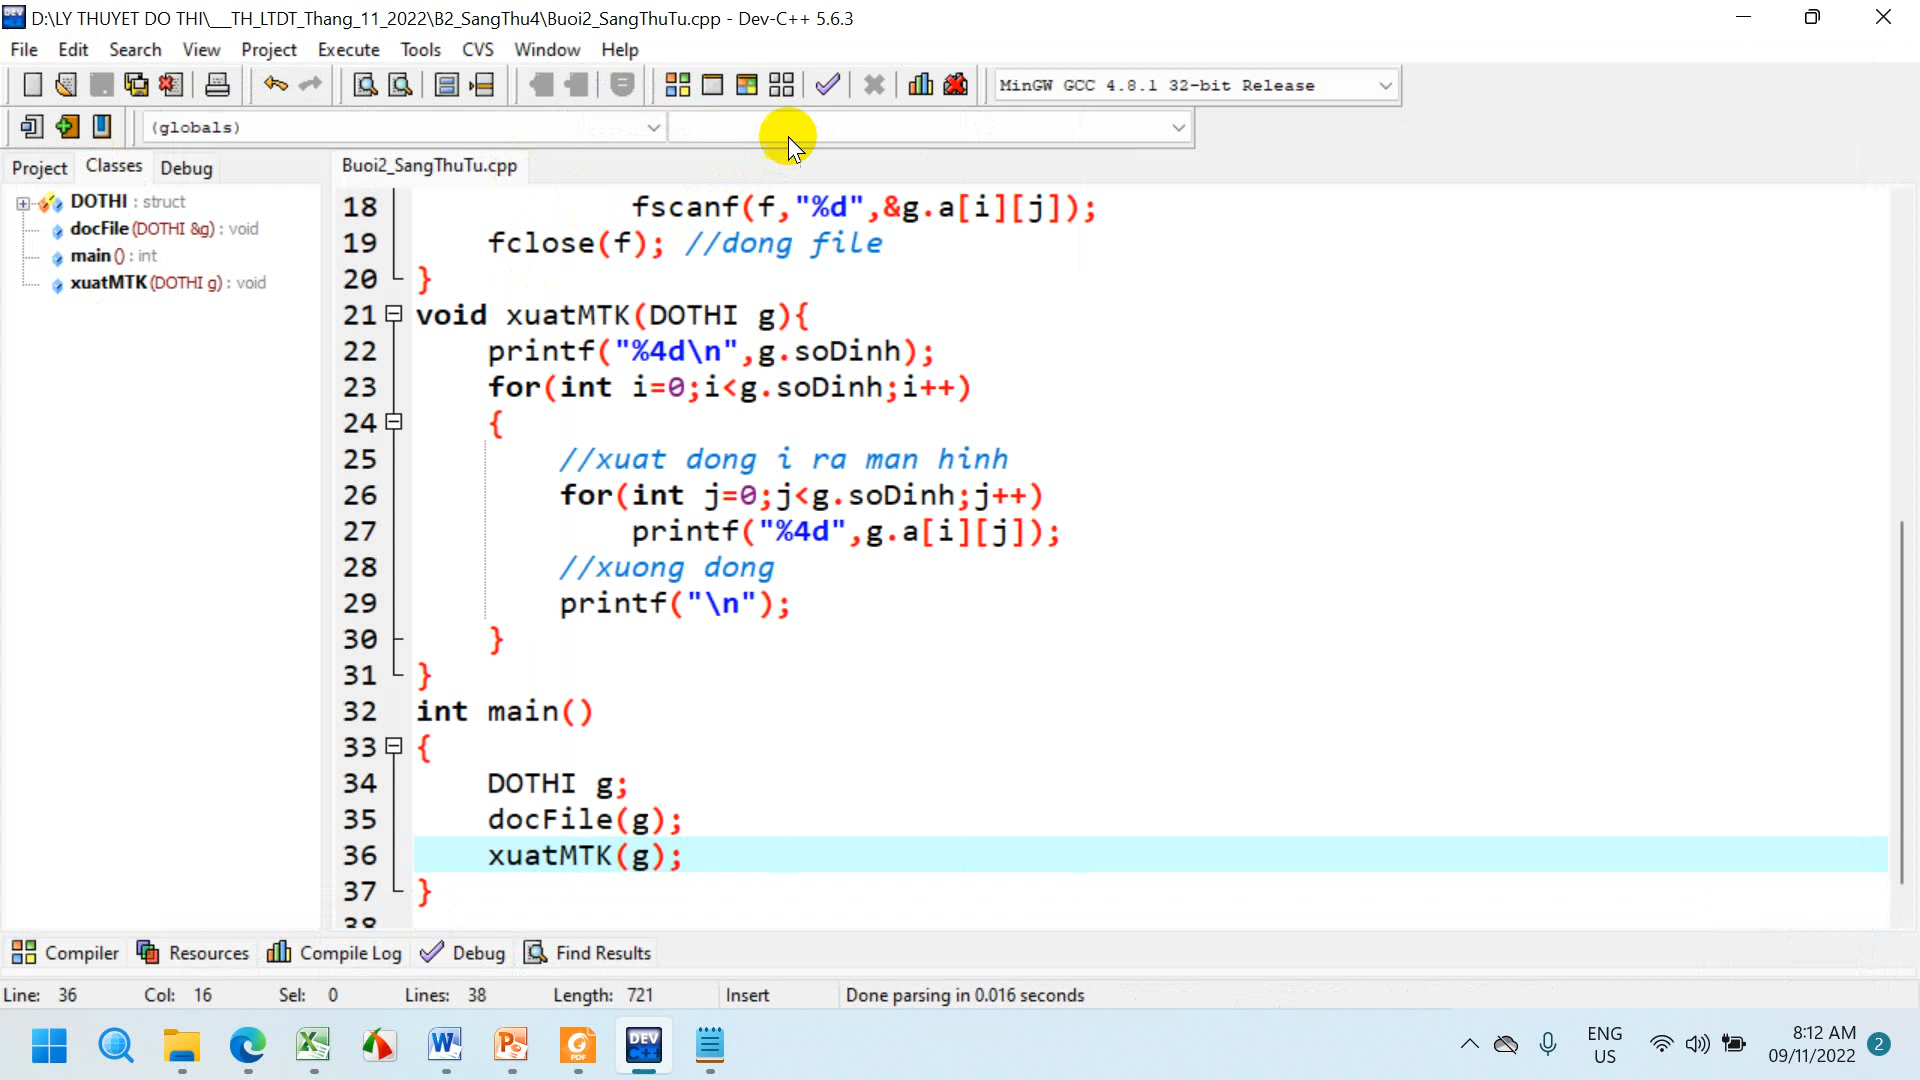 D:\LY THUYET DO THI\__TH_LTDT_Thang_11_2022\B2_SangThu4\Buoi2_SangThuTu.cpp - Dev-C++ 5.6.3
File Edit Search View Project Execute Tools CVS Window Help
MinGW GCC 4.8.1 32-bit Release
(globals)
Project Classes Debug
Buoi2_SangThuTu.cpp
DOTHI : struct
docFile (DOTHI &g) : void
main () : int
xuatMTK (DOTHI g) : void
18 fscanf(f,"%d",&g.a[i][j]);
19 fclose(f); //dong file
20 }
21 void xuatMTK(DOTHI g){
22 printf("%4d\n",g.soDinh);
23 for(int i=0;i<g.soDinh;i++)
24 {
25 //xuat dong i ra man hinh
26 for(int j=0;j<g.soDinh;j++)
27 printf("%4d",g.a[i][j]);
28 //xuong dong
29 printf("\n");
30 }
31 }
32 int main()
33 {
34 DOTHI g;
35 docFile(g);
36 xuatMTK(g);
37 }
38
Compiler Resources Compile Log Debug Find Results
Line: 36 Col: 16 Sel: 0 Lines: 38 Length: 721 Insert Done parsing in 0.016 seconds
DEV C++
ENG
US
8:12 AM
09/11/2022
2